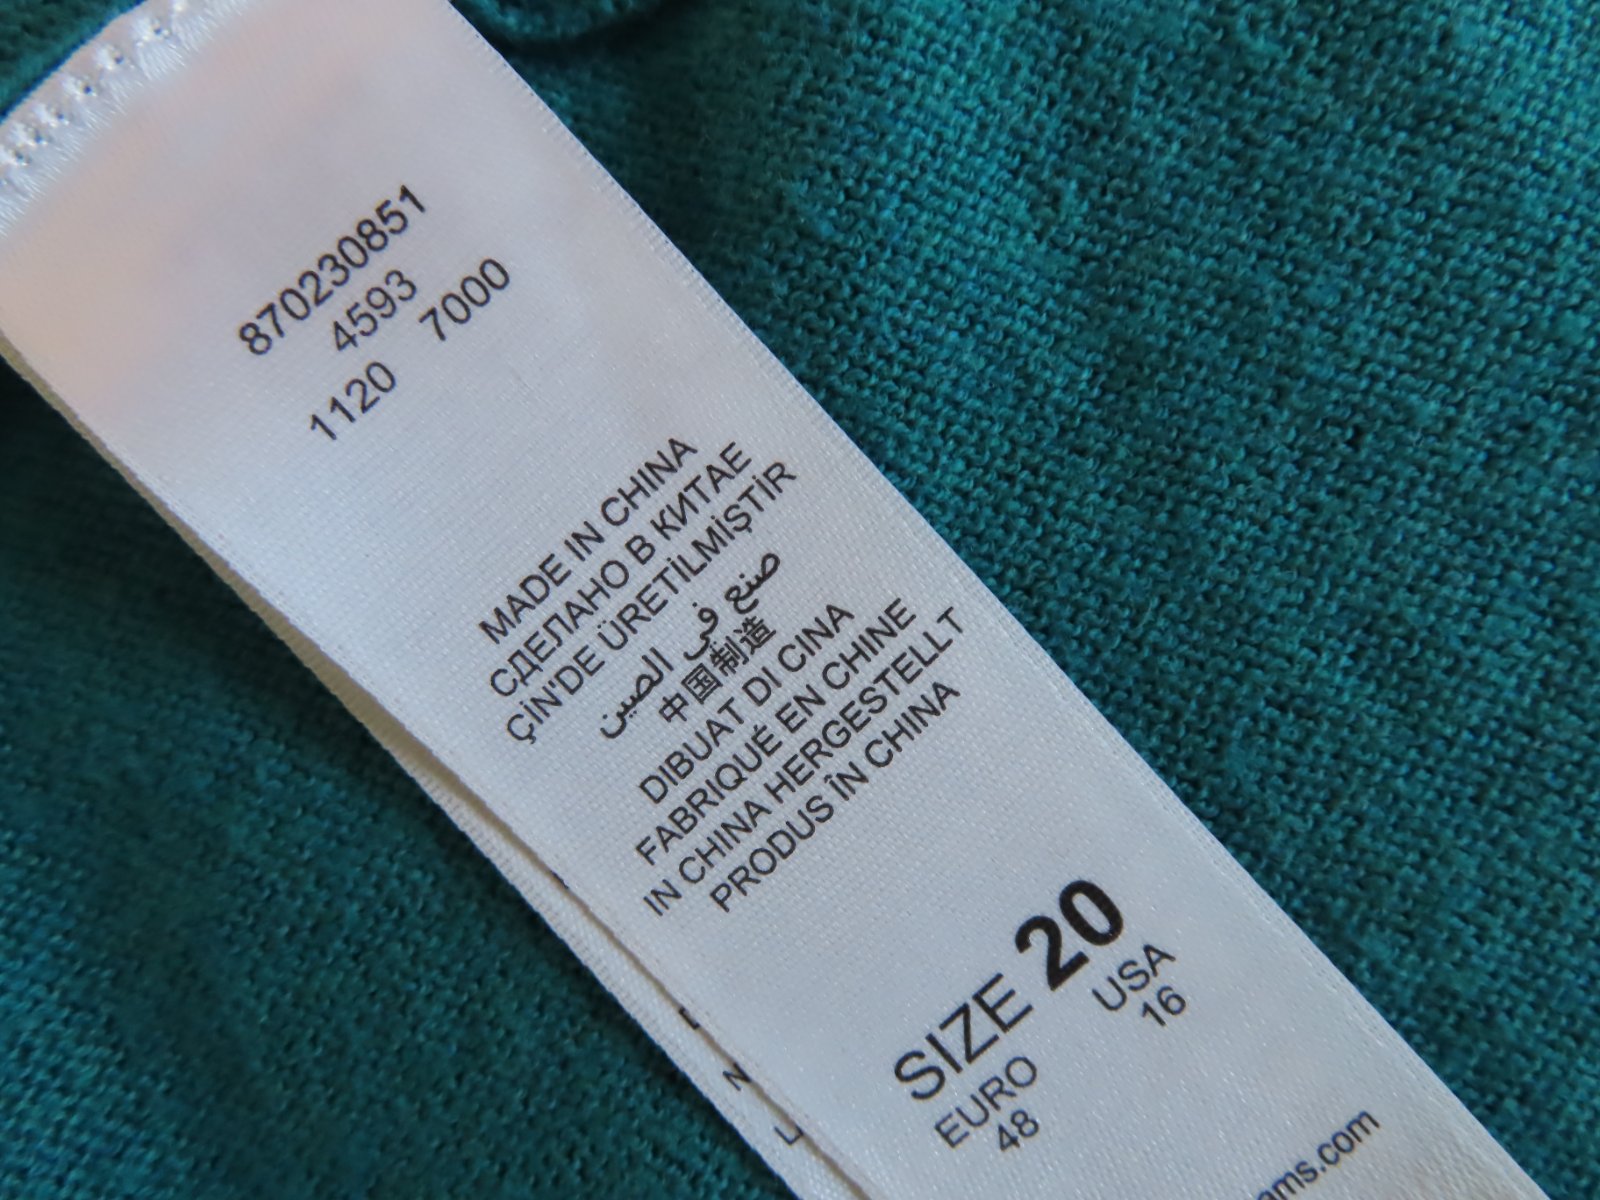 870230851
4593
1120 7000
MADE IN CHINA
СДЕЛАНО В КИТАЕ
ÇİN'DE ÜRETİLMİŞTİR
صنع في الصين
中国制造
DIBUAT DI CINA
FABRIQUÉ EN CHINE
IN CHINA HERGESTELLT
PRODUS ÎN CHINA
SIZE 20
EURO USA
48 16
ams.com